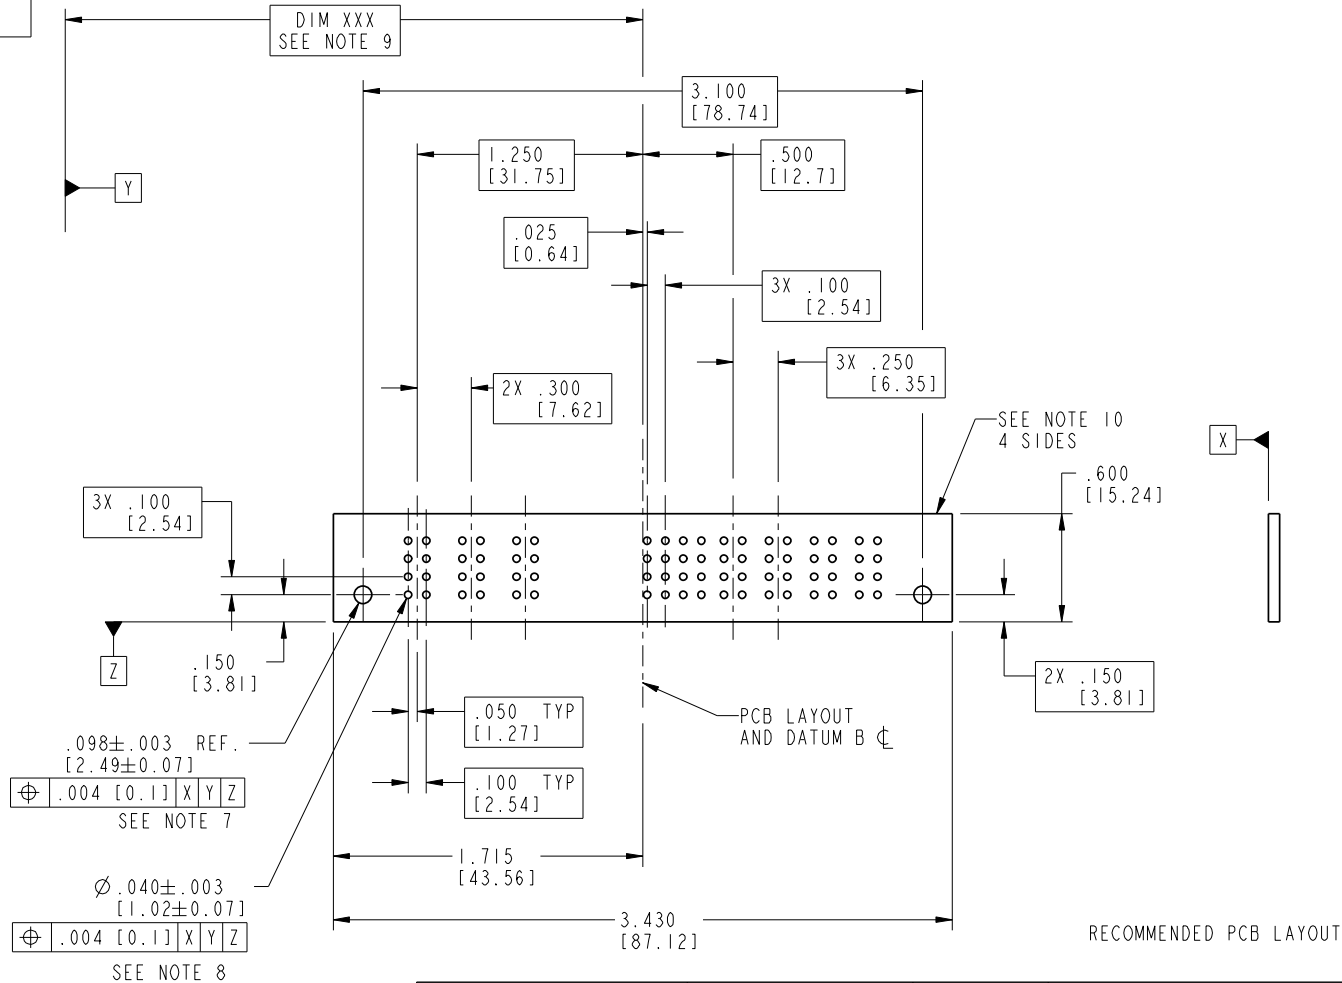 DIM XXX
SEE NOTE 9
3.100
[78.74]
1.250
[31.75]
.500
[12.7]
Y
.025
[0.64]
3X .100
[2.54]
3X .250
[6.35]
2X .300
[7.62]
SEE NOTE 10
4 SIDES
X
.600
[15.24]
3X .100
[2.54]
Z
.150
[3.81]
2X .150
[3.81]
.050 TYP
[1.27]
PCB LAYOUT
AND DATUM B ℄
.098±.003 REF.
[2.49±0.07]
⌖ .004 [0.1] X Y Z
SEE NOTE 7
.100 TYP
[2.54]
1.715
[43.56]
Ø.040±.003
[1.02±0.07]
⌖ .004 [0.1] X Y Z
SEE NOTE 8
3.430
[87.12]
RECOMMENDED PCB LAYOUT